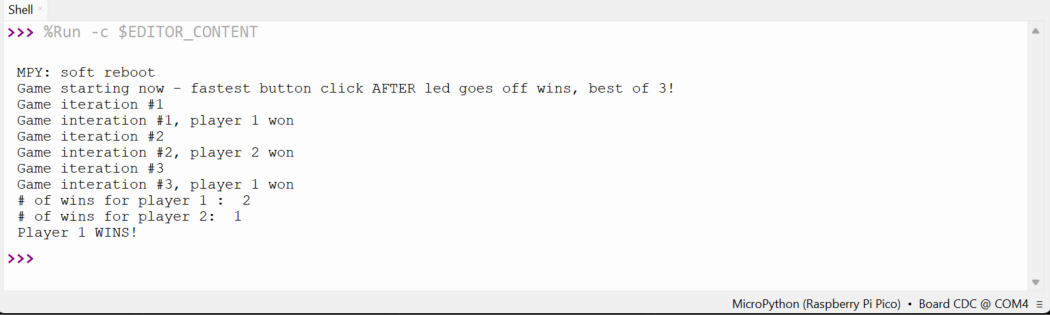 Shell ×
>>> %Run -c $EDITOR_CONTENT
MPY: soft reboot
Game starting now - fastest button click AFTER led goes off wins, best of 3!
Game iteration #1
Game interation #1, player 1 won
Game iteration #2
Game interation #2, player 2 won
Game iteration #3
Game interation #3, player 1 won
# of wins for player 1 :  2
# of wins for player 2:  1
Player 1 WINS!
>>>
MicroPython (Raspberry Pi Pico) • Board CDC @ COM4 ≡